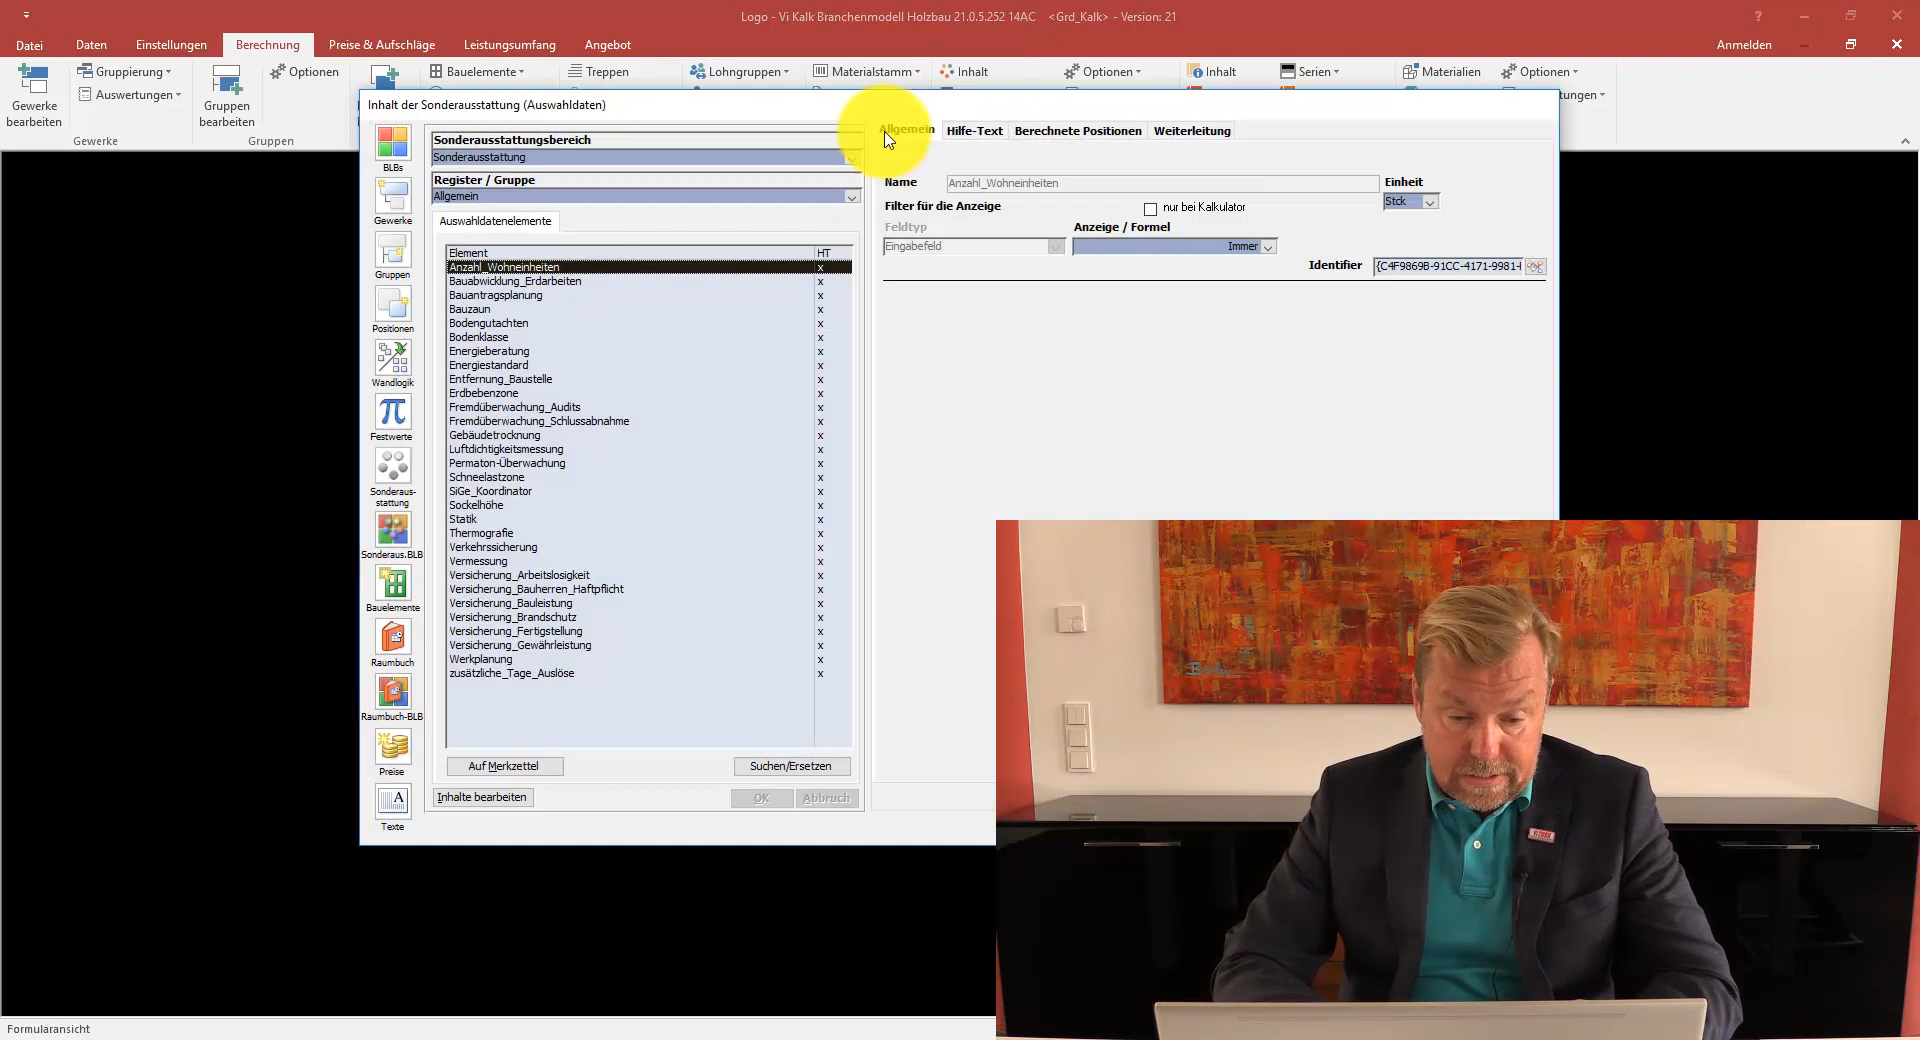 Logo - Vi Kalk Branchenmodell Holzbau 21.0.5.252 14AC <Grd_Kalk> - Version: 21
Datei Daten Einstellungen Berechnung Preise & Aufschläge Leistungsumfang Angebot Anmelden
Gruppierung Optionen Bauelemente Treppen Lohngruppen Materialstamm Inhalt Optionen Inhalt Serien Materialien Optionen
Auswertungen
Gewerke bearbeiten
Gruppen bearbeiten
Gewerke Gruppen
Inhalt der Sonderausstattung (Auswahldaten)
BLBs
Gewerke
Gruppen
Positionen
Wandlogik
Festwerte
Sonderaus-
stattung
Sonderaus.BLB
Bauelemente
Raumbuch
Raumbuch-BLB
Preise
Texte
Sonderausstattungsbereich
Sonderausstattung
Register / Gruppe
Allgemein
Auswahldatenelemente
Element HT
Anzahl_Wohneinheiten x
Bauabwicklung_Erdarbeiten x
Bauantragsplanung x
Bauzaun x
Bodengutachten x
Bodenklasse x
Energieberatung x
Energiestandard x
Entfernung_Baustelle x
Erdbebenzone x
Fremdüberwachung_Audits x
Fremdüberwachung_Schlussabnahme x
Gebäudetrocknung x
Luftdichtigkeitsmessung x
Permaton-Überwachung x
Schneelastzone x
SiGe_Koordinator x
Sockelhöhe x
Statik x
Thermografie x
Verkehrssicherung x
Vermessung x
Versicherung_Arbeitslosigkeit x
Versicherung_Bauherren_Haftpflicht x
Versicherung_Bauleistung x
Versicherung_Brandschutz x
Versicherung_Fertigstellung x
Versicherung_Gewährleistung x
Werkplanung x
zusätzliche_Tage_Auslöse x
Auf Merkzettel Suchen/Ersetzen
Inhalte bearbeiten OK Abbruch
Allgemein Hilfe-Text Berechnete Positionen Weiterleitung
Name Anzahl_Wohneinheiten Einheit
Stck
Filter für die Anzeige nur bei Kalkulator
Feldtyp Anzeige / Formel
Eingabefeld Immer
Identifier {C4F9869B-91CC-4171-9981-
Formularansicht